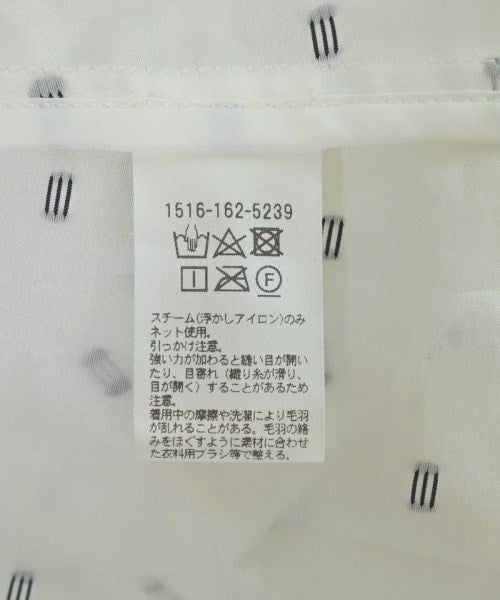 1516-162-5239
F
スチーム(浮かしアイロン)のみ
ネット使用。
引っかけ注意。
強い力が加わると縫い目が開い
たり、目寄れ(織り糸が滑り、
目が開く)することがあるため
注意。
着用中の摩擦や洗濯により毛羽
が乱れることがある。毛羽の絡
みをほぐすように素材に合わせ
た衣料用ブラシ等で整える。